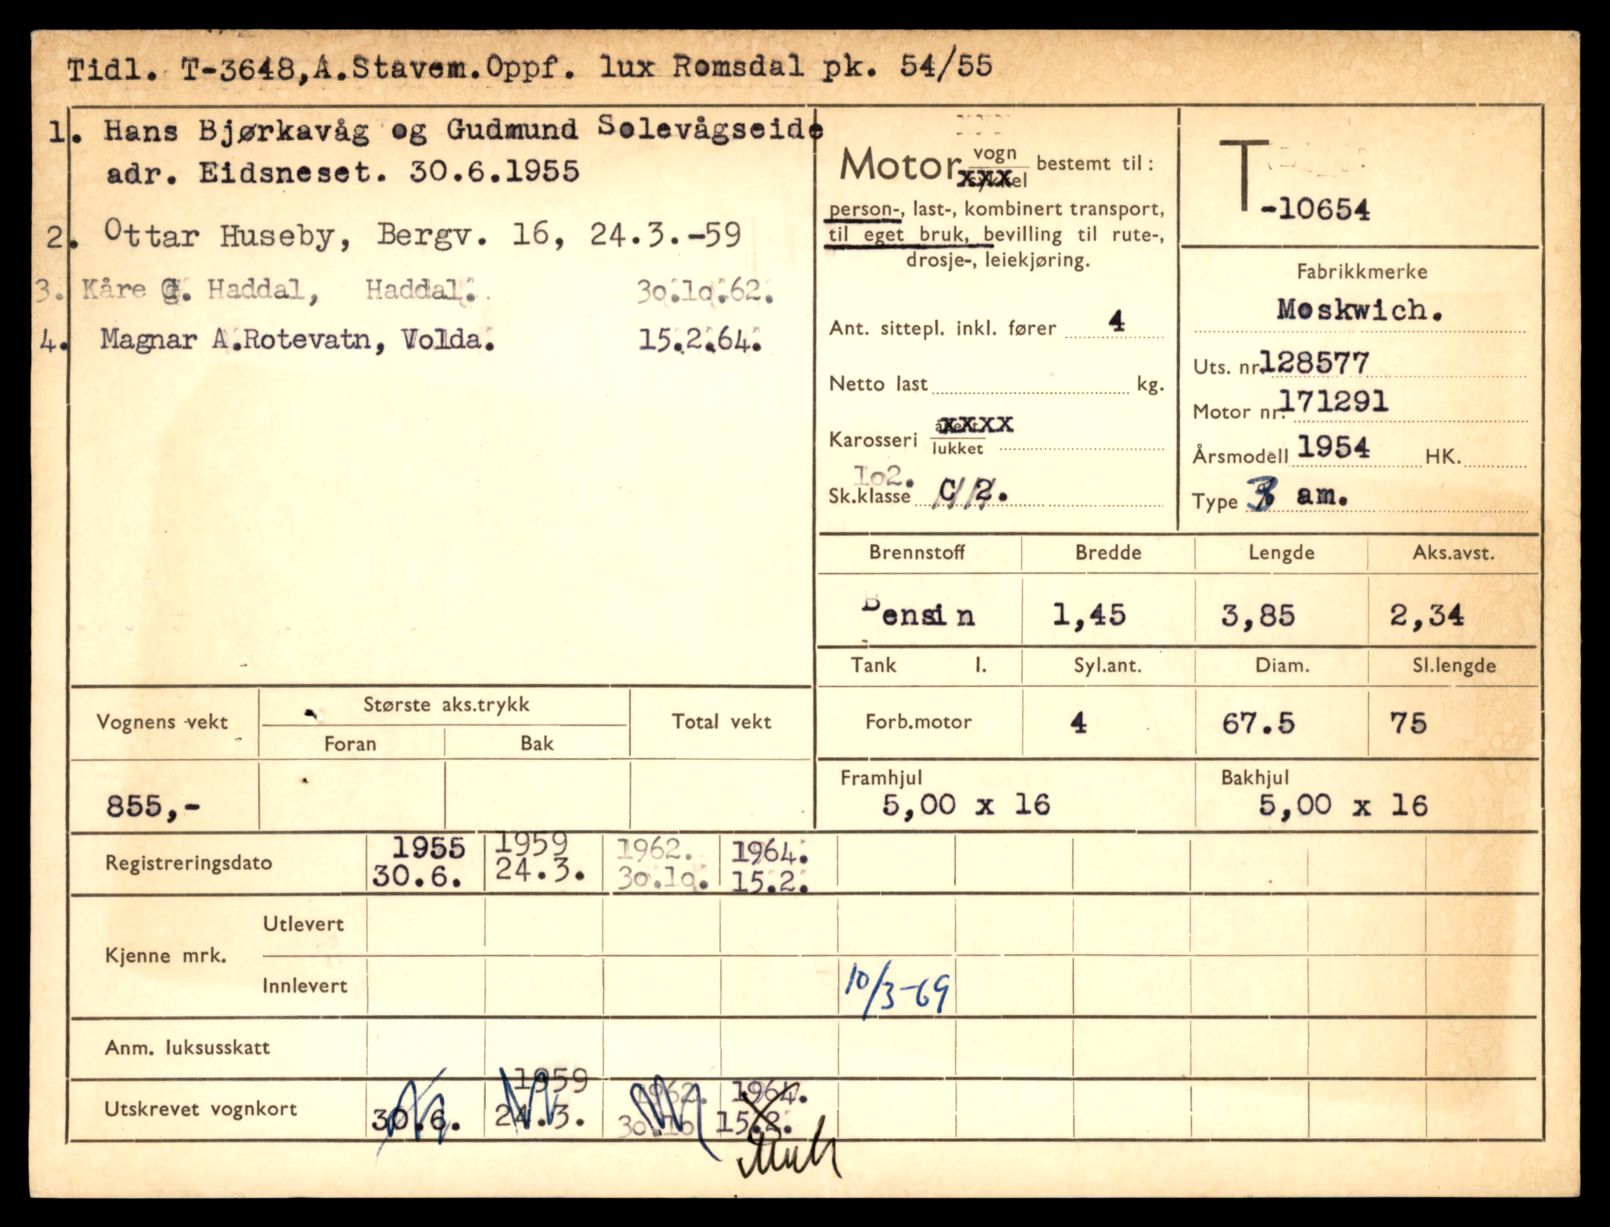 Tidl. T-3648,A.Stavem.Oppf. lux Romsdal pk. 54/55
1. Hans Bjørkavåg og Gudmund Solevågseide
adr. Eidsneset. 30.6.1955
2. Ottar Huseby, Bergv. 16, 24.3.-59
3. Kåre G. Haddal, Haddal. 30.10.62.
4. Magnar A.Rotevatn, Volda. 15.2.64.
Motor vogn bestemt til:
person-, last-, kombinert transport,
til eget bruk, bevilling til rute-,
drosje-, leiekjøring.
Ant. sittepl. inkl. fører 4
Netto last kg.
Karosseri xxxx
lukket
102.
Sk.klasse C 2.
T-10654
Fabrikkmerke
Moskwich.
Uts. nr. 128577
Motor nr. 171291
Årsmodell 1954 HK.
Type 3 am.
Brennstoff Bredde Lengde Aks.avst.
Bensin 1,45 3,85 2,34
Tank l. Syl.ant. Diam. Sl.lengde
Forb.motor 4 67.5 75
Framhjul Bakhjul
5,00 x 16 5,00 x 16
Vognens vekt Største aks.trykk Total vekt
Foran Bak
855,-
Registreringsdato 1955 1959 1962. 1964.
30.6. 24.3. 30.10. 15.2.
Kjenne mrk. Utlevert
Innlevert 10/3-69
Anm. luksusskatt
Utskrevet vognkort 1959 1962. 1964.
30.6. 24.3. 30.10 15.2.